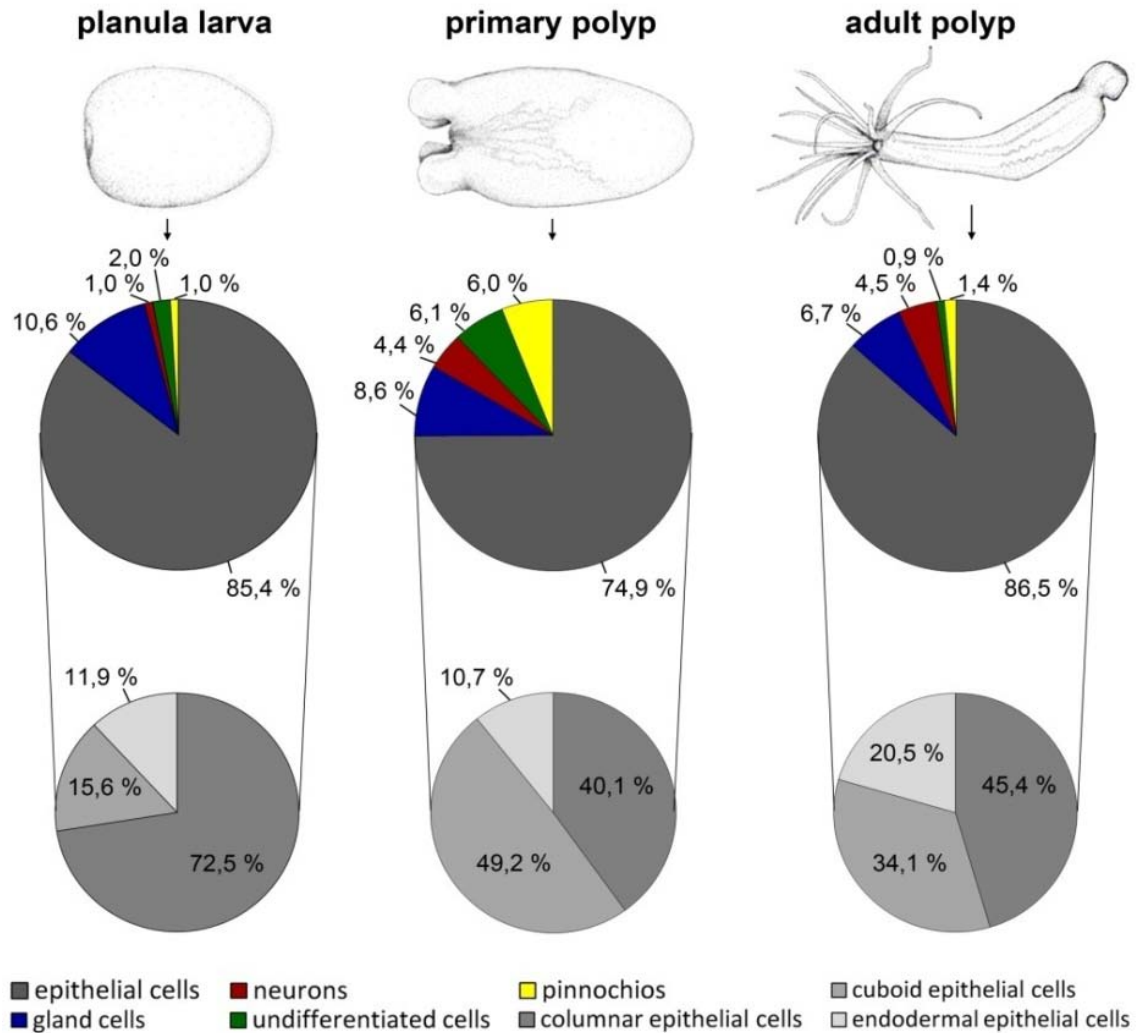 planula larva
primary polyp
adult polyp
2,0 %
1,0 %
1,0 %
10,6 %
85,4 %
6,0 %
6,1 %
4,4 %
8,6 %
74,9 %
0,9 %
4,5 %
1,4 %
6,7 %
86,5 %
11,9 %
15,6 %
72,5 %
10,7 %
40,1 %
49,2 %
20,5 %
45,4 %
34,1 %
epithelial cells
neurons
pinnochios
cuboid epithelial cells
gland cells
undifferentiated cells
columnar epithelial cells
endodermal epithelial cells